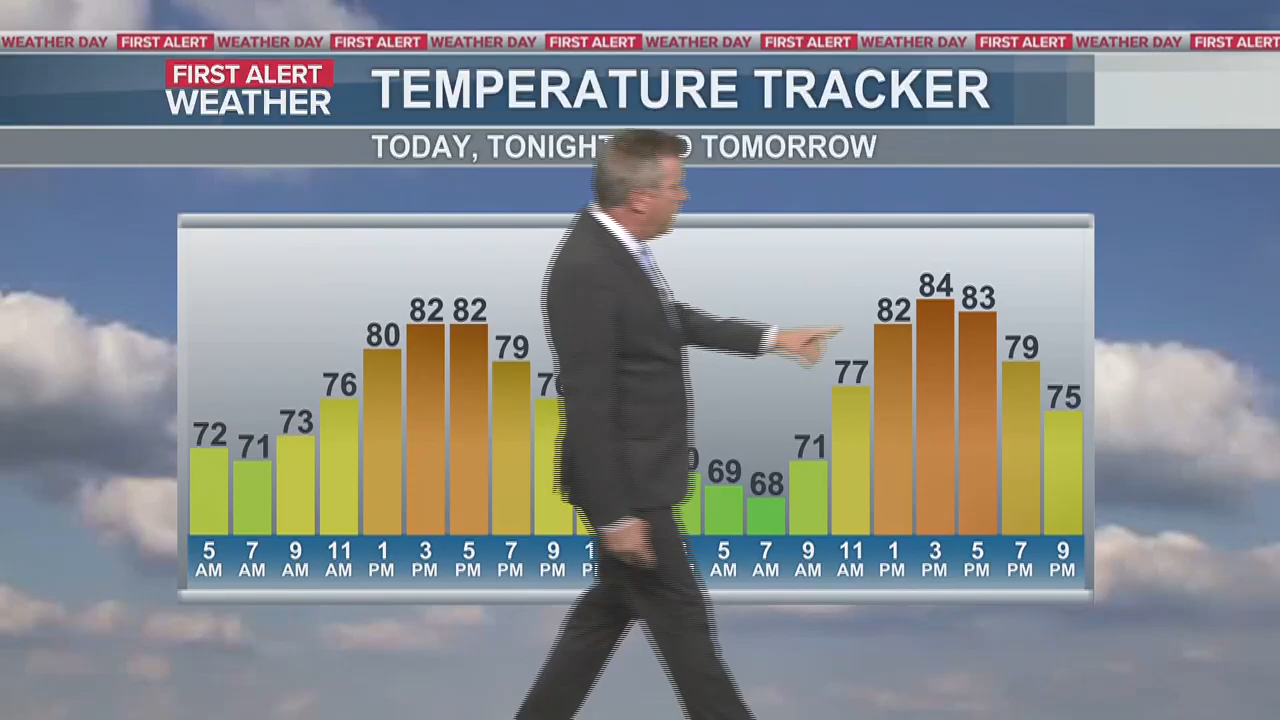 WEATHER DAY FIRST ALERT WEATHER DAY FIRST ALERT WEATHER DAY FIRST ALERT WEATHER DAY FIRST ALERT WEATHER DAY FIRST ALERT WEATHER DAY FIRST ALERT
FIRST ALERT
WEATHER
TEMPERATURE TRACKER
TODAY, TONIGHT TOMORROW
72 71 73 76 80 82 82 79 69 68 71 77 82 84 83 79 75
5 7 9 11 1 3 5 7 9 5 7 9 11 1 3 5 7 9
AM AM AM AM PM PM PM PM PM AM AM AM AM PM PM PM PM PM